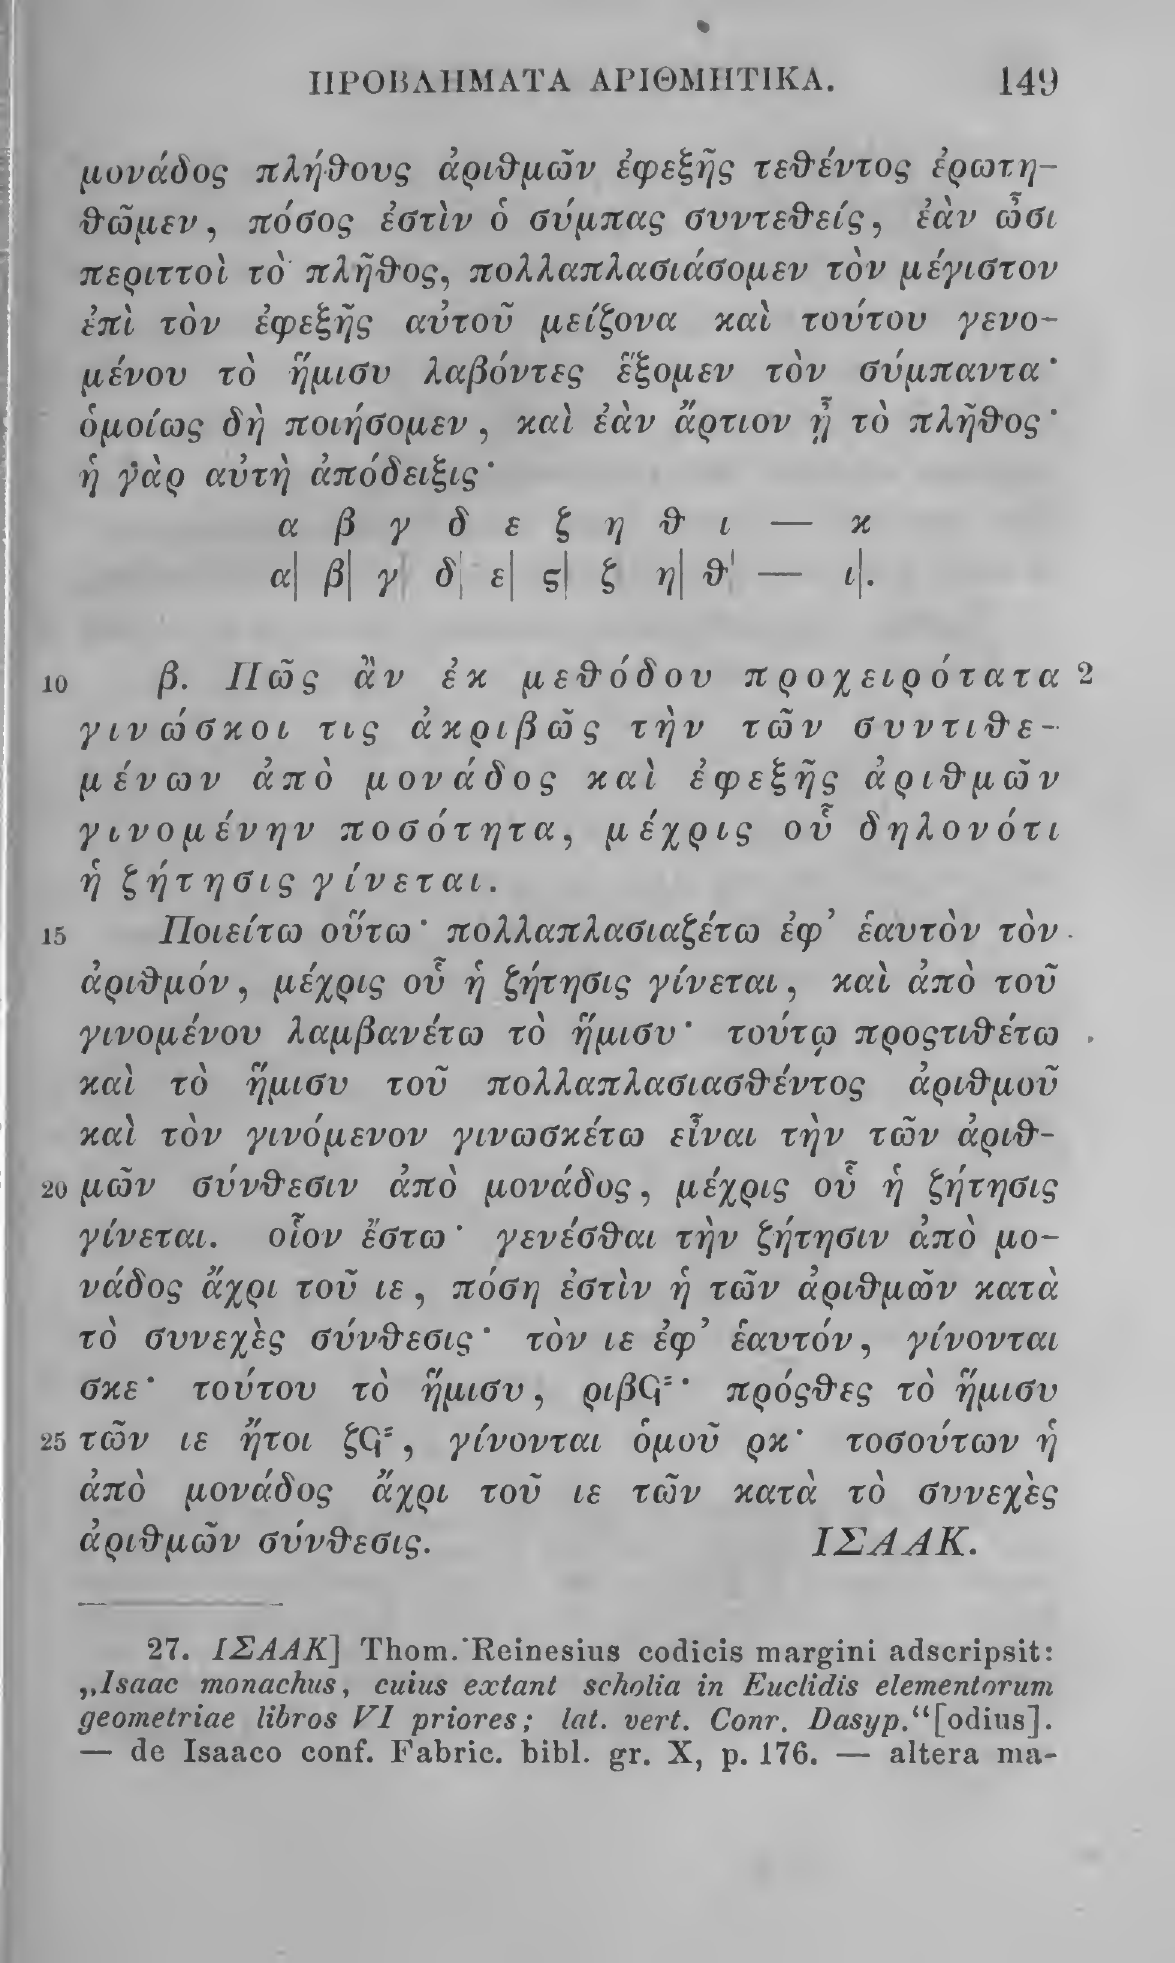 ΠΡΟΒΛΗΜΑΤΑ ΑΡΙΘΜΗΤΙΚΑ. 149
μονάδος πλήθους ἀριθμῶν ἐφεξῆς τεθέντος ἐρωτη-
θῶμεν, πόσος ἐστὶν ὁ σύμπας συντεθείς, ἐὰν ὦσι
περιττοὶ τὸ πλῆθος, πολλαπλασιάσομεν τὸν μέγιστον
ἐπὶ τὸν ἐφεξῆς αὐτοῦ μείζονα καὶ τούτου γενο-
μένου τὸ ἥμισυ λαβόντες ἕξομεν τὸν σύμπαντα·
ὁμοίως δὴ ποιήσομεν, καὶ ἐὰν ἄρτιον ᾖ τὸ πλῆθος·
ἡ γὰρ αὐτὴ ἀπόδειξις·
α β γ δ ε ξ η θ ι — κ
α| β| γ| δ| ε| ς| ζ η| θ| — ι|.
10 β. Πῶς ἂν ἐκ μεθόδου προχειρότατα 2
γινώσκοι τις ἀκριβῶς τὴν τῶν συντιθε-
μένων ἀπὸ μονάδος καὶ ἐφεξῆς ἀριθμῶν
γινομένην ποσότητα, μέχρις οὗ δηλονότι
ἡ ζήτησις γίνεται.
15 Ποιείτω οὕτω· πολλαπλασιαζέτω ἐφ’ ἑαυτὸν τὸν
ἀριθμόν, μέχρις οὗ ἡ ζήτησις γίνεται, καὶ ἀπὸ τοῦ
γινομένου λαμβανέτω τὸ ἥμισυ· τούτῳ προςτιθέτω
καὶ τὸ ἥμισυ τοῦ πολλαπλασιασθέντος ἀριθμοῦ
καὶ τὸν γινόμενον γινωσκέτω εἶναι τὴν τῶν ἀριθ-
20 μῶν σύνθεσιν ἀπὸ μονάδος, μέχρις οὗ ἡ ζήτησις
γίνεται. οἷον ἔστω· γενέσθαι τὴν ζήτησιν ἀπὸ μο-
νάδος ἄχρι τοῦ ιε, πόση ἐστὶν ἡ τῶν ἀριθμῶν κατὰ
τὸ συνεχὲς σύνθεσις· τὸν ιε ἐφ’ ἑαυτόν, γίνονται
σκε· τούτου τὸ ἥμισυ, ριβ· πρόςθες τὸ ἥμισυ
25 τῶν ιε ἤτοι ζ, γίνονται ὁμοῦ ρκ· τοσούτων ἡ
ἀπὸ μονάδος ἄχρι τοῦ ιε τῶν κατὰ τὸ συνεχὲς
ἀριθμῶν σύνθεσις. ΙΣΑΑΚ.
27. ΙΣΑΑΚ] Thom. Reinesius codicis margini adscripsit:
„Isaac monachus, cuius extant scholia in Euclidis elementorum
geometriae libros VI priores; lat. vert. Conr. Dasyp.“[odius].
— de Isaaco conf. Fabric. bibl. gr. X, p. 176. — altera ma-